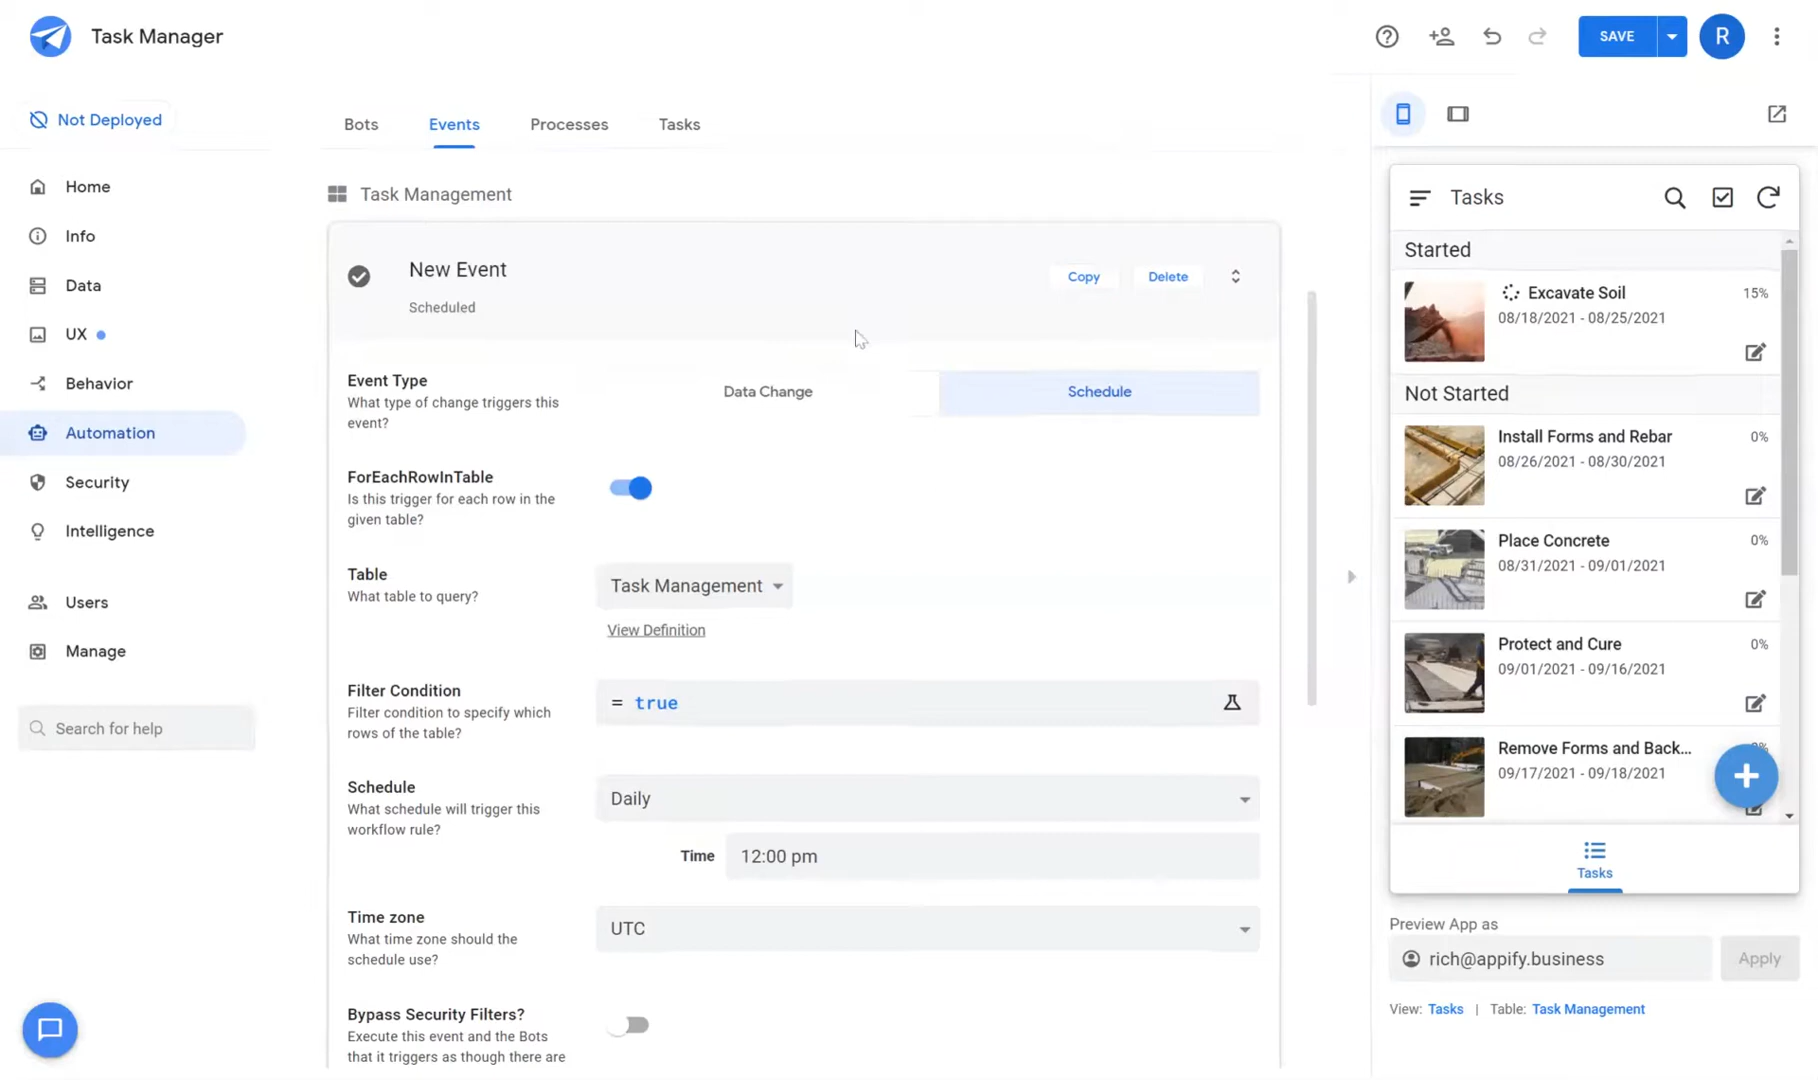 Task Manager
SAVE
R
Not Deployed
Bots
Events
Processes
Tasks
Home
Info
Data
UX
Behavior
Automation
Security
Intelligence
Users
Manage
Search for help
Task Management
New Event
Scheduled
Copy
Delete
Event Type
What type of change triggers this
event?
Data Change
Schedule
ForEachRowInTable
Is this trigger for each row in the
given table?
Table
What table to query?
Task Management
View Definition
Filter Condition
Filter condition to specify which
rows of the table?
= true
Schedule
What schedule will trigger this
workflow rule?
Daily
Time
12:00 pm
Time zone
What time zone should the
schedule use?
UTC
Bypass Security Filters?
Execute this event and the Bots
that it triggers as though there are
Tasks
Started
Excavate Soil
15%
08/18/2021 - 08/25/2021
Not Started
Install Forms and Rebar
0%
08/26/2021 - 08/30/2021
Place Concrete
0%
08/31/2021 - 09/01/2021
Protect and Cure
0%
09/01/2021 - 09/16/2021
Remove Forms and Back...
09/17/2021 - 09/18/2021
Tasks
Preview App as
rich@appify.business
Apply
View: Tasks | Table: Task Management